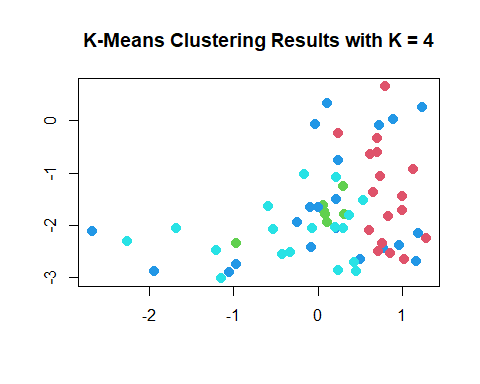 K-Means Clustering Results with K = 4
0
-1
-2
-3
-2 -1 0 1